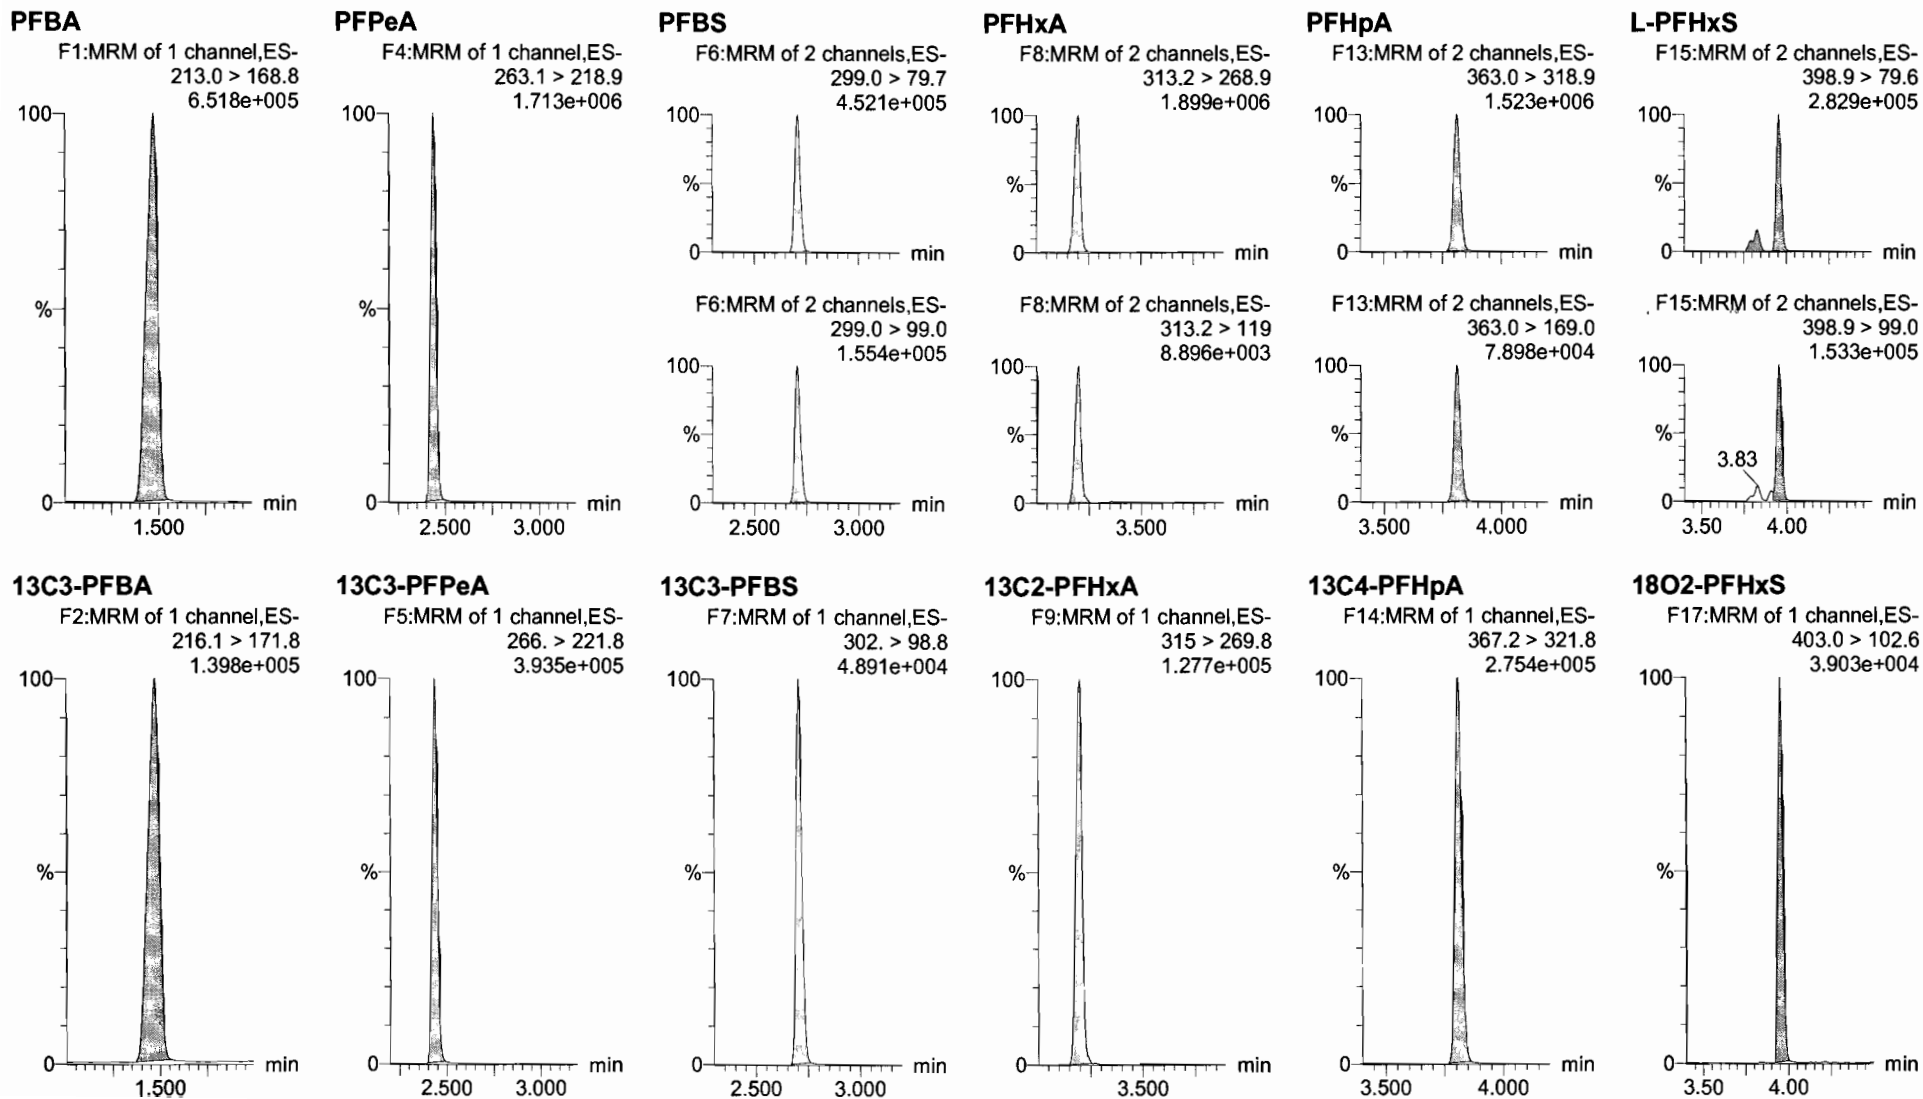 PFBA
F1:MRM of 1 channel,ES-
213.0 > 168.8
6.518e+005
100
%
0
min
1.500
PFPeA
F4:MRM of 1 channel,ES-
263.1 > 218.9
1.713e+006
100
%
0
min
2.500 3.000
PFBS
F6:MRM of 2 channels,ES-
299.0 > 79.7
4.521e+005
100
%
0
min
F6:MRM of 2 channels,ES-
299.0 > 99.0
1.554e+005
100
%
0
min
2.500 3.000
PFHxA
F8:MRM of 2 channels,ES-
313.2 > 268.9
1.899e+006
100
%
0
min
F8:MRM of 2 channels,ES-
313.2 > 119
8.896e+003
100
%
0
min
3.500
PFHpA
F13:MRM of 2 channels,ES-
363.0 > 318.9
1.523e+006
100
%
0
min
F13:MRM of 2 channels,ES-
363.0 > 169.0
7.898e+004
100
%
0
min
3.500 4.000
L-PFHxS
F15:MRM of 2 channels,ES-
398.9 > 79.6
2.829e+005
100
%
0
min
F15:MRM of 2 channels,ES-
398.9 > 99.0
1.533e+005
100
%
3.83
0
min
3.50 4.00
13C3-PFBA
F2:MRM of 1 channel,ES-
216.1 > 171.8
1.398e+005
100
%
0
min
1.500
13C3-PFPeA
F5:MRM of 1 channel,ES-
266. > 221.8
3.935e+005
100
%
0
min
2.500 3.000
13C3-PFBS
F7:MRM of 1 channel,ES-
302. > 98.8
4.891e+004
100
%
0
min
2.500 3.000
13C2-PFHxA
F9:MRM of 1 channel,ES-
315 > 269.8
1.277e+005
100
%
0
min
3.500
13C4-PFHpA
F14:MRM of 1 channel,ES-
367.2 > 321.8
2.754e+005
100
%
0
min
3.500 4.000
18O2-PFHxS
F17:MRM of 1 channel,ES-
403.0 > 102.6
3.903e+004
100
%
0
min
3.50 4.00